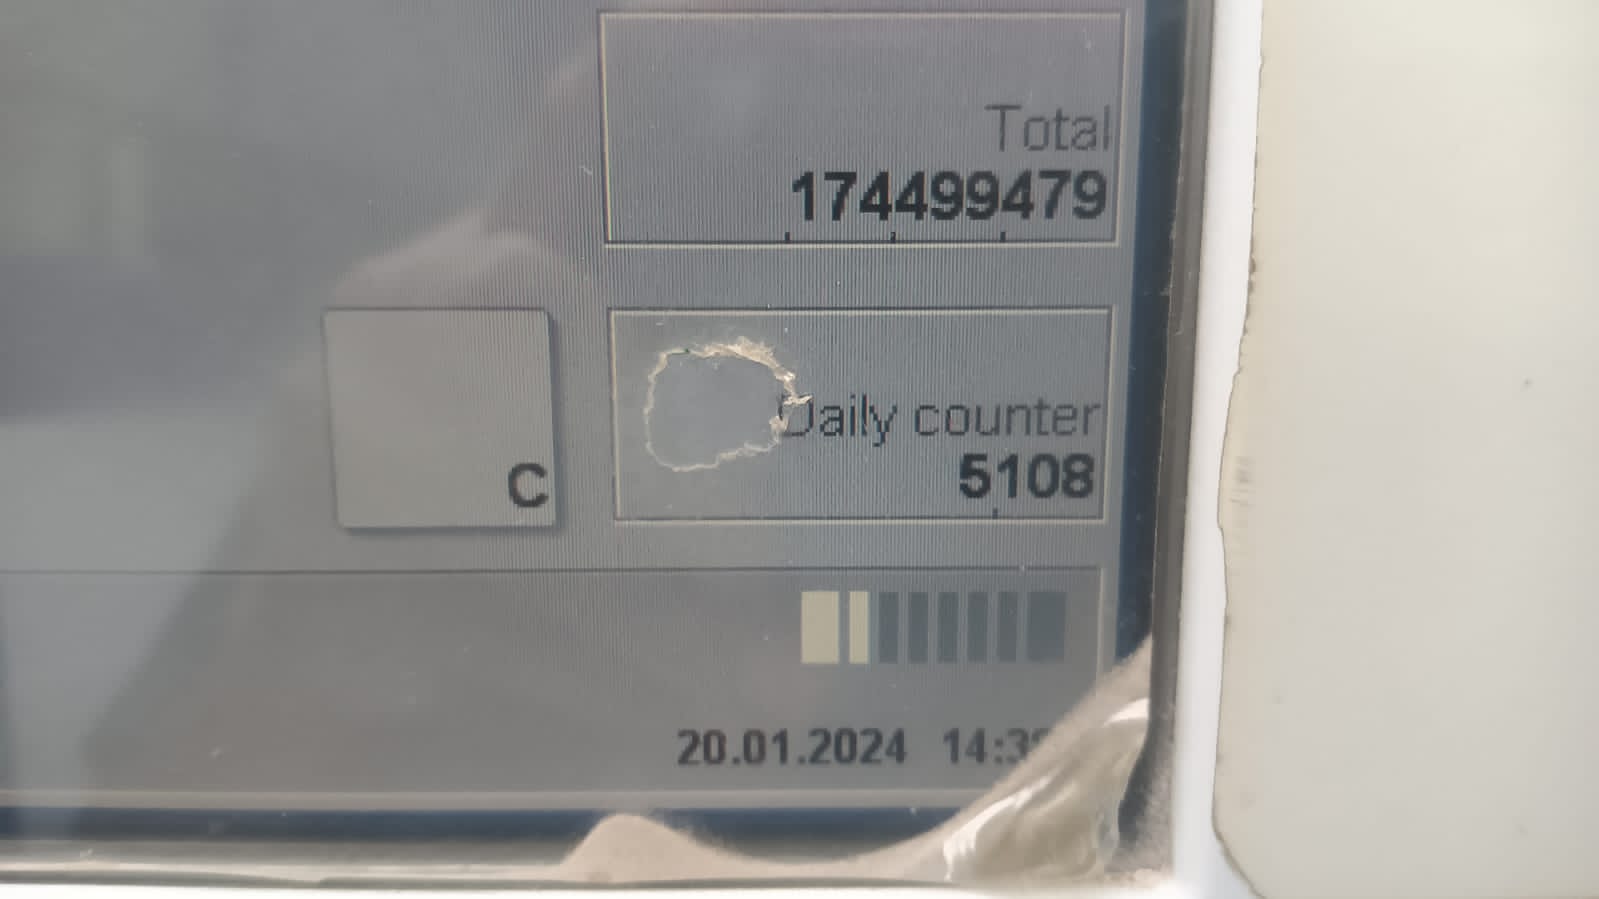 Total
174499479
Daily counter
5108
C
20.01.2024